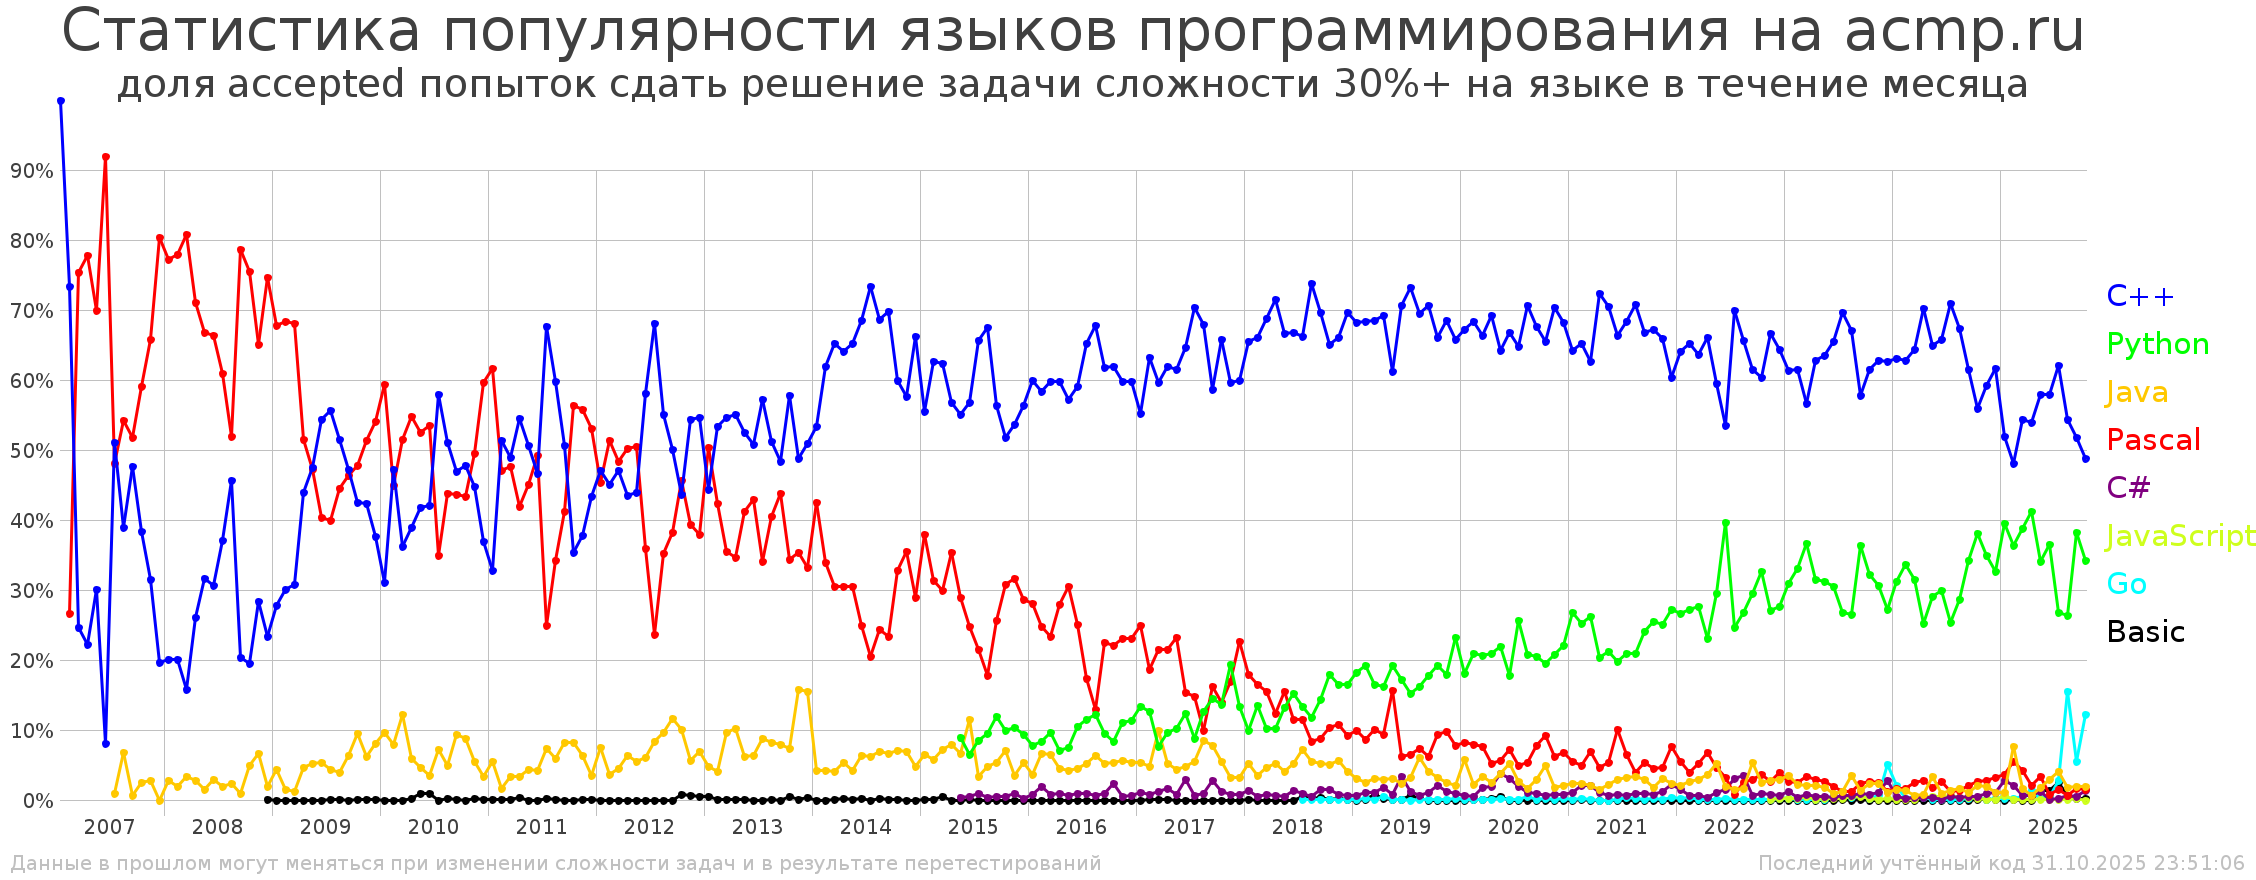 Статистика популярности языков программирования на acmp.ru
доля accepted попыток сдать решение задачи сложности 30%+ на языке в течение месяца
90%
80%
70%
60%
50%
40%
30%
20%
10%
0%
C++
Python
Java
Pascal
C#
JavaScript
Go
Basic
2007 2008 2009 2010 2011 2012 2013 2014 2015 2016 2017 2018 2019 2020 2021 2022 2023 2024 2025
Данные в прошлом могут меняться при изменении сложности задач и в результате перетестирований
Последний учтённый код 31.10.2025 23:51:06